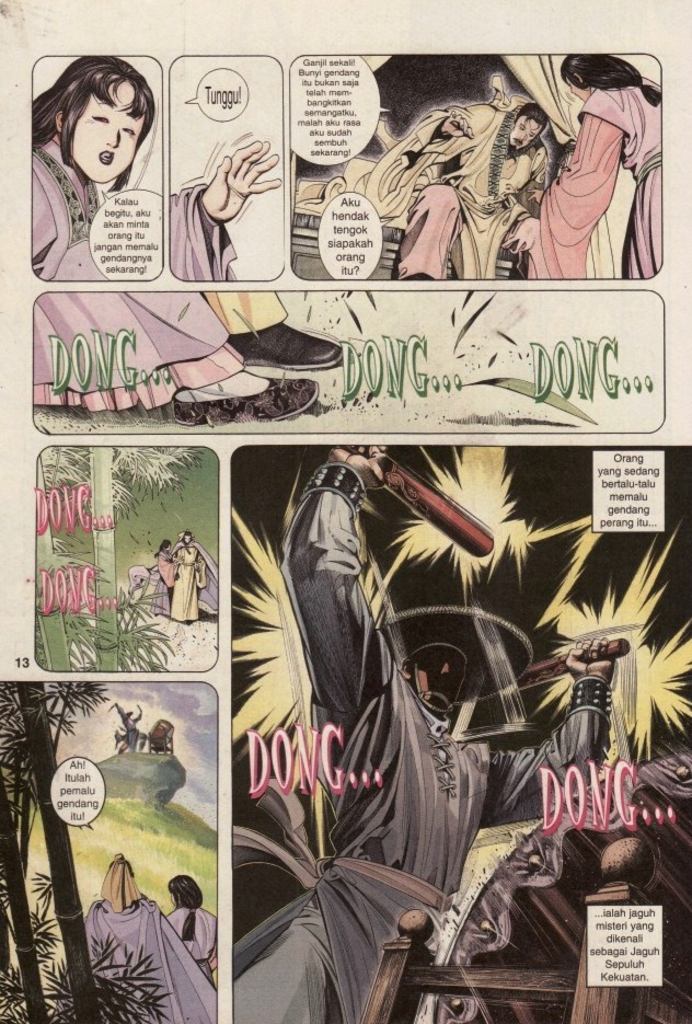 Kalau
begitu, aku
akan minta
orang itu
jangan memalu
gendangnya
sekarang!
Tunggu!
Ganjil sekali!
Bunyi gendang
itu bukan saja
telah mem-
bangkitkan
semangatku,
malah aku rasa
aku sudah
sembuh
sekarang!
Aku
hendak
tengok
siapakah
orang
itu?
DONG... DONG... DONG...
DONG...
DONG...
13
Ah!
Itulah
pemalu
gendang
itu!
Orang
yang sedang
bertalu-talu
memalu
gendang
perang itu...
DONG...
DONG...
...ialah jaguh
misteri yang
dikenali
sebagai Jaguh
Sepuluh
Kekuatan.